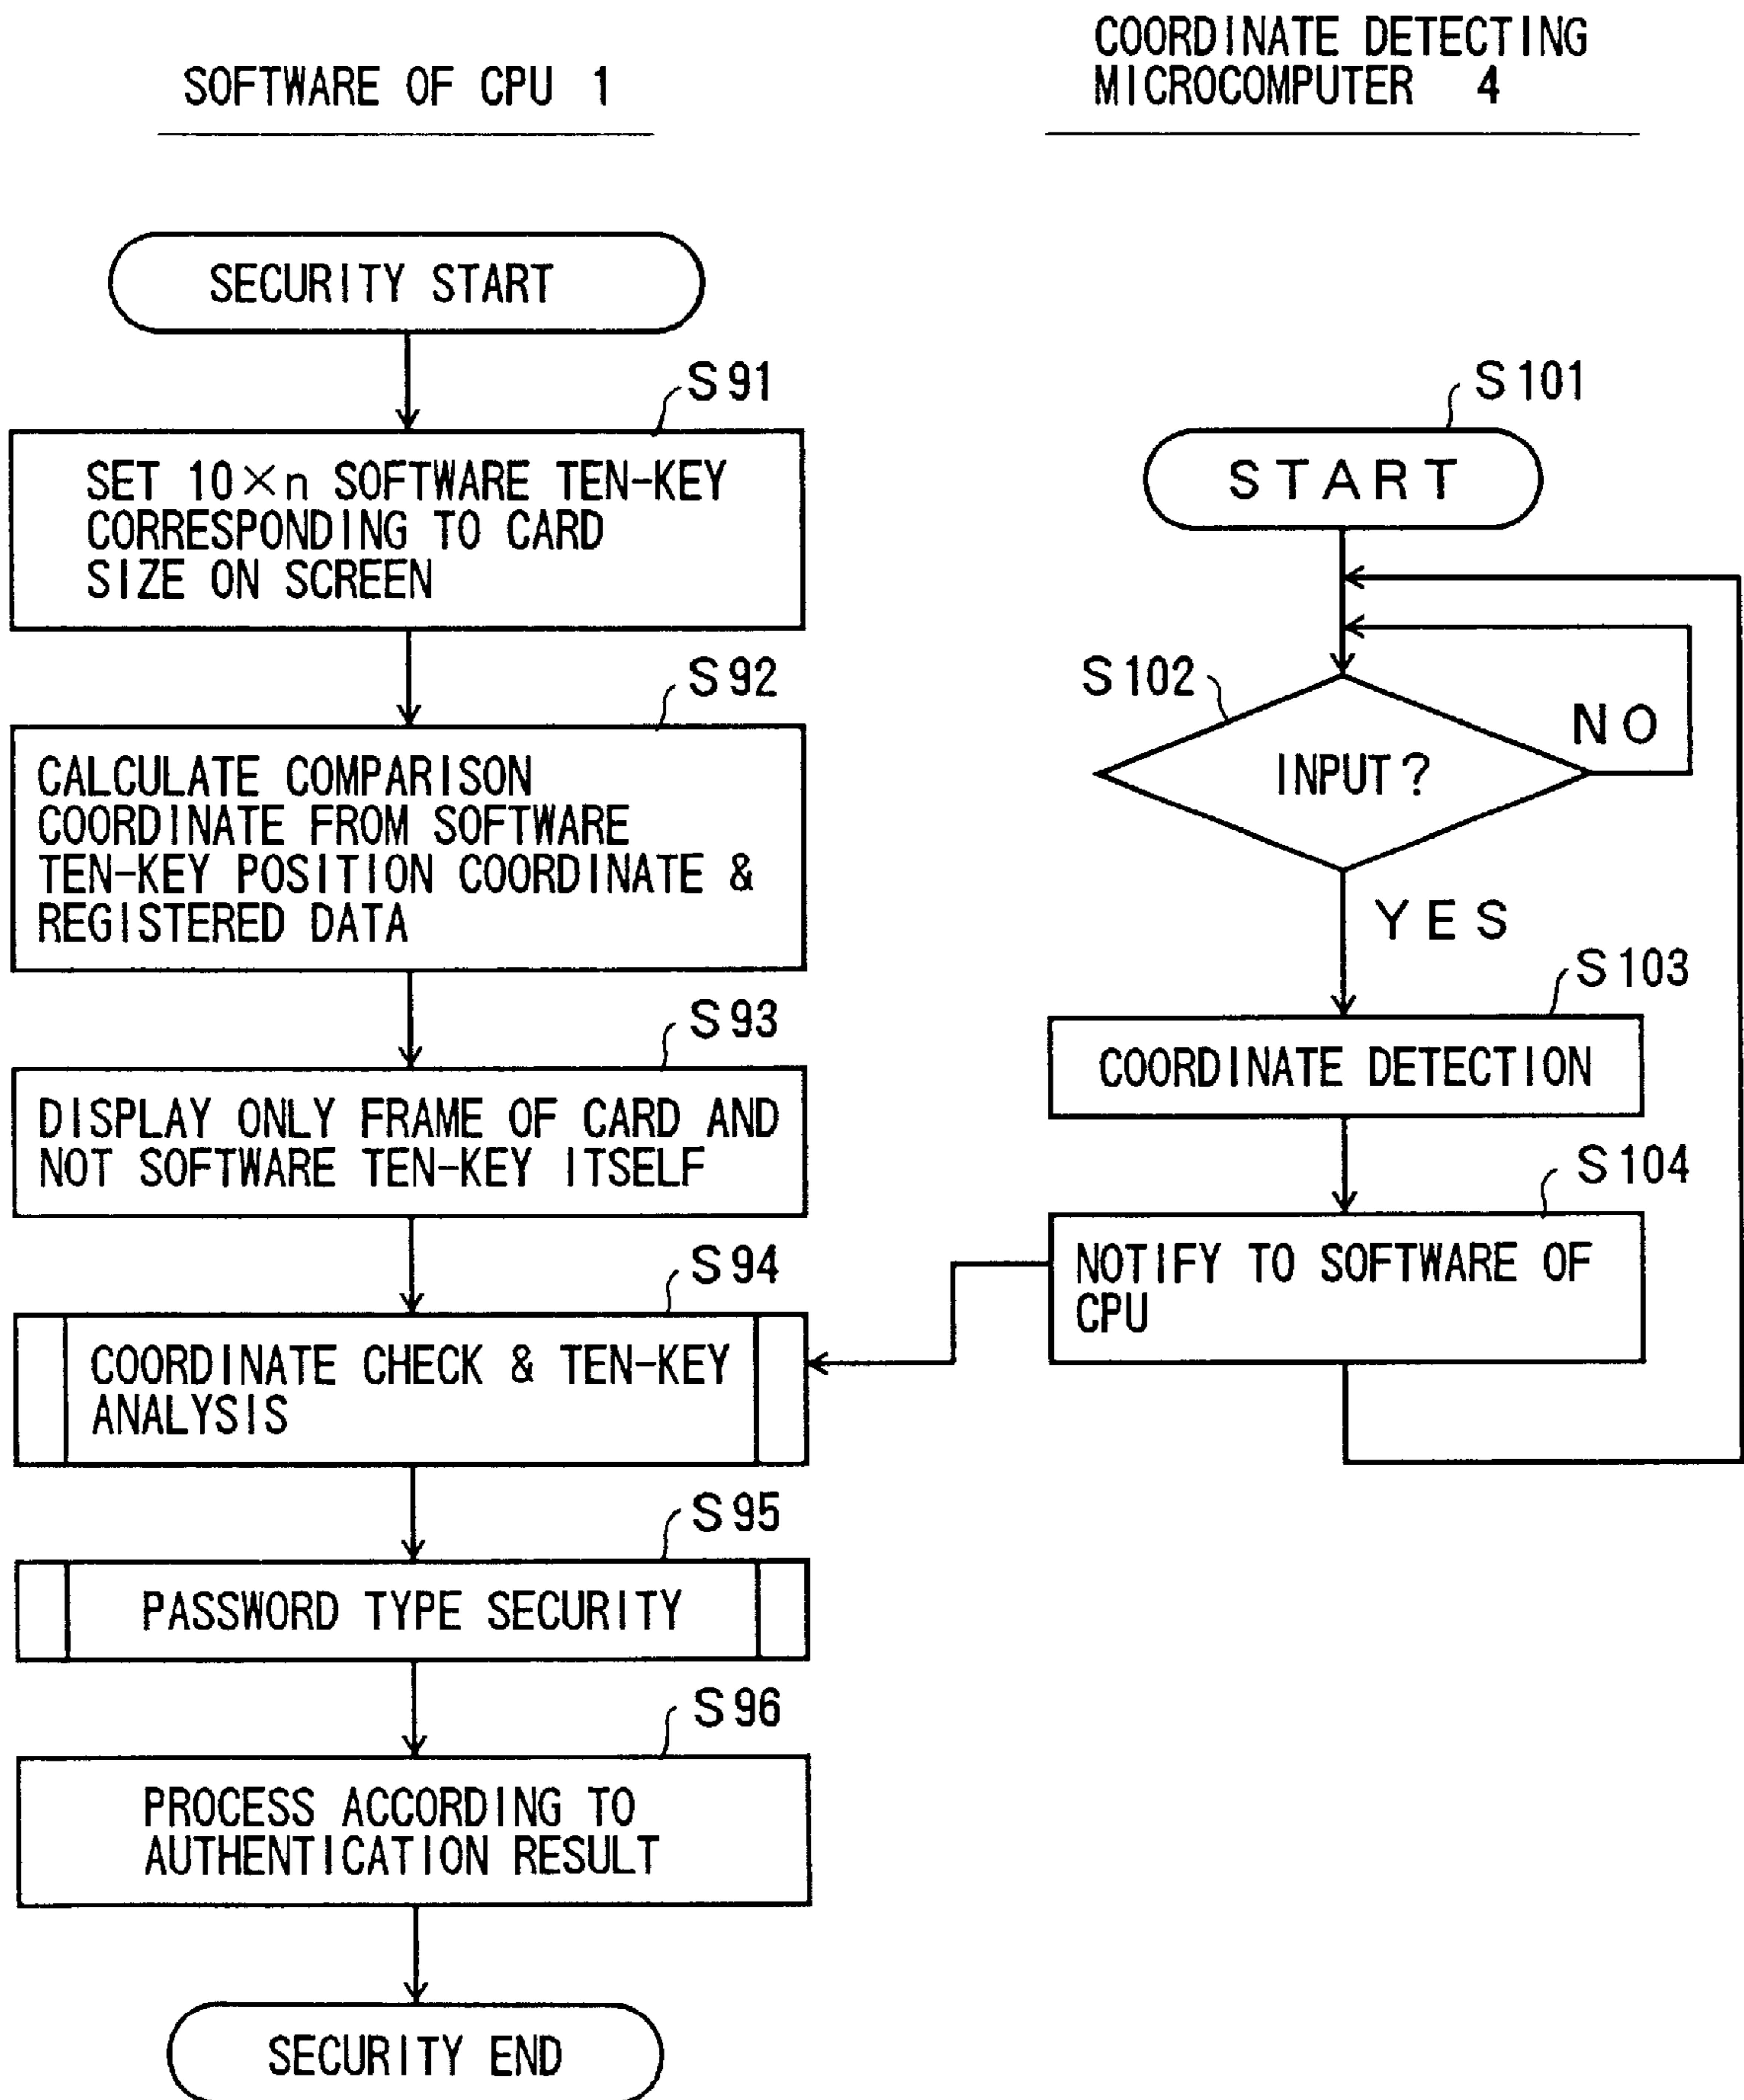 SOFTWARE OF CPU 1
SECURITY START
S91
SET 10×n SOFTWARE TEN-KEY
CORRESPONDING TO CARD
SIZE ON SCREEN
S92
CALCULATE COMPARISON
COORDINATE FROM SOFTWARE
TEN-KEY POSITION COORDINATE &
REGISTERED DATA
S93
DISPLAY ONLY FRAME OF CARD AND
NOT SOFTWARE TEN-KEY ITSELF
S94
COORDINATE CHECK & TEN-KEY
ANALYSIS
S95
PASSWORD TYPE SECURITY
S96
PROCESS ACCORDING TO
AUTHENTICATION RESULT
SECURITY END
COORDINATE DETECTING
MICROCOMPUTER 4
S101
START
S102
INPUT?
NO
YES
S103
COORDINATE DETECTION
S104
NOTIFY TO SOFTWARE OF
CPU